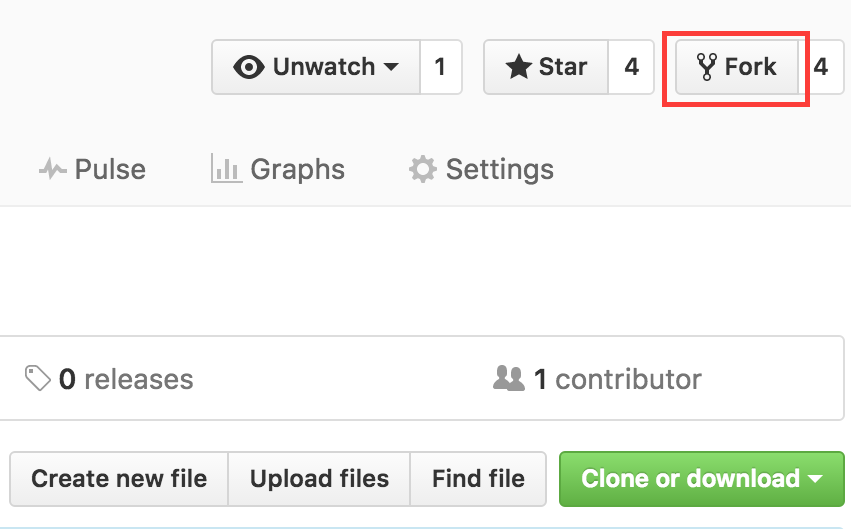 Unwatch 1 Star 4 Fork 4
Pulse Graphs Settings
0 releases 1 contributor
Create new file Upload files Find file Clone or download